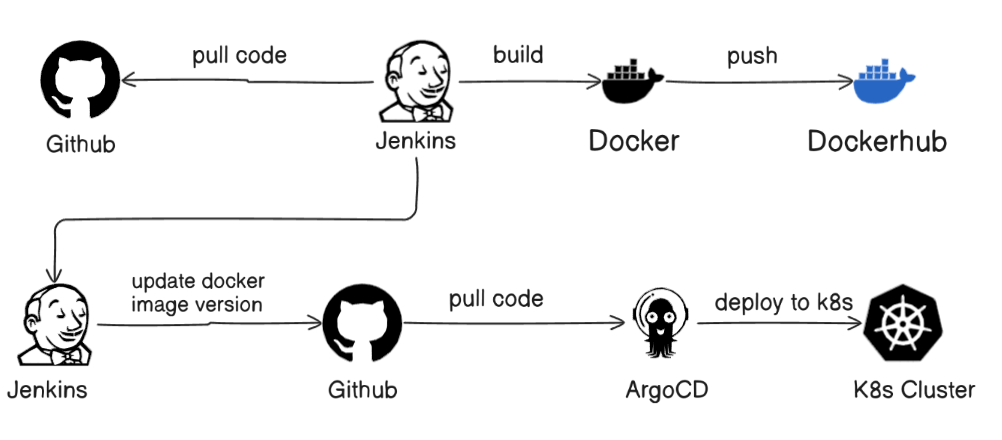 pull code
build
push
Github
Jenkins
Docker
Dockerhub
update docker
image version
pull code
deploy to k8s
Jenkins
Github
ArgoCD
K8s Cluster